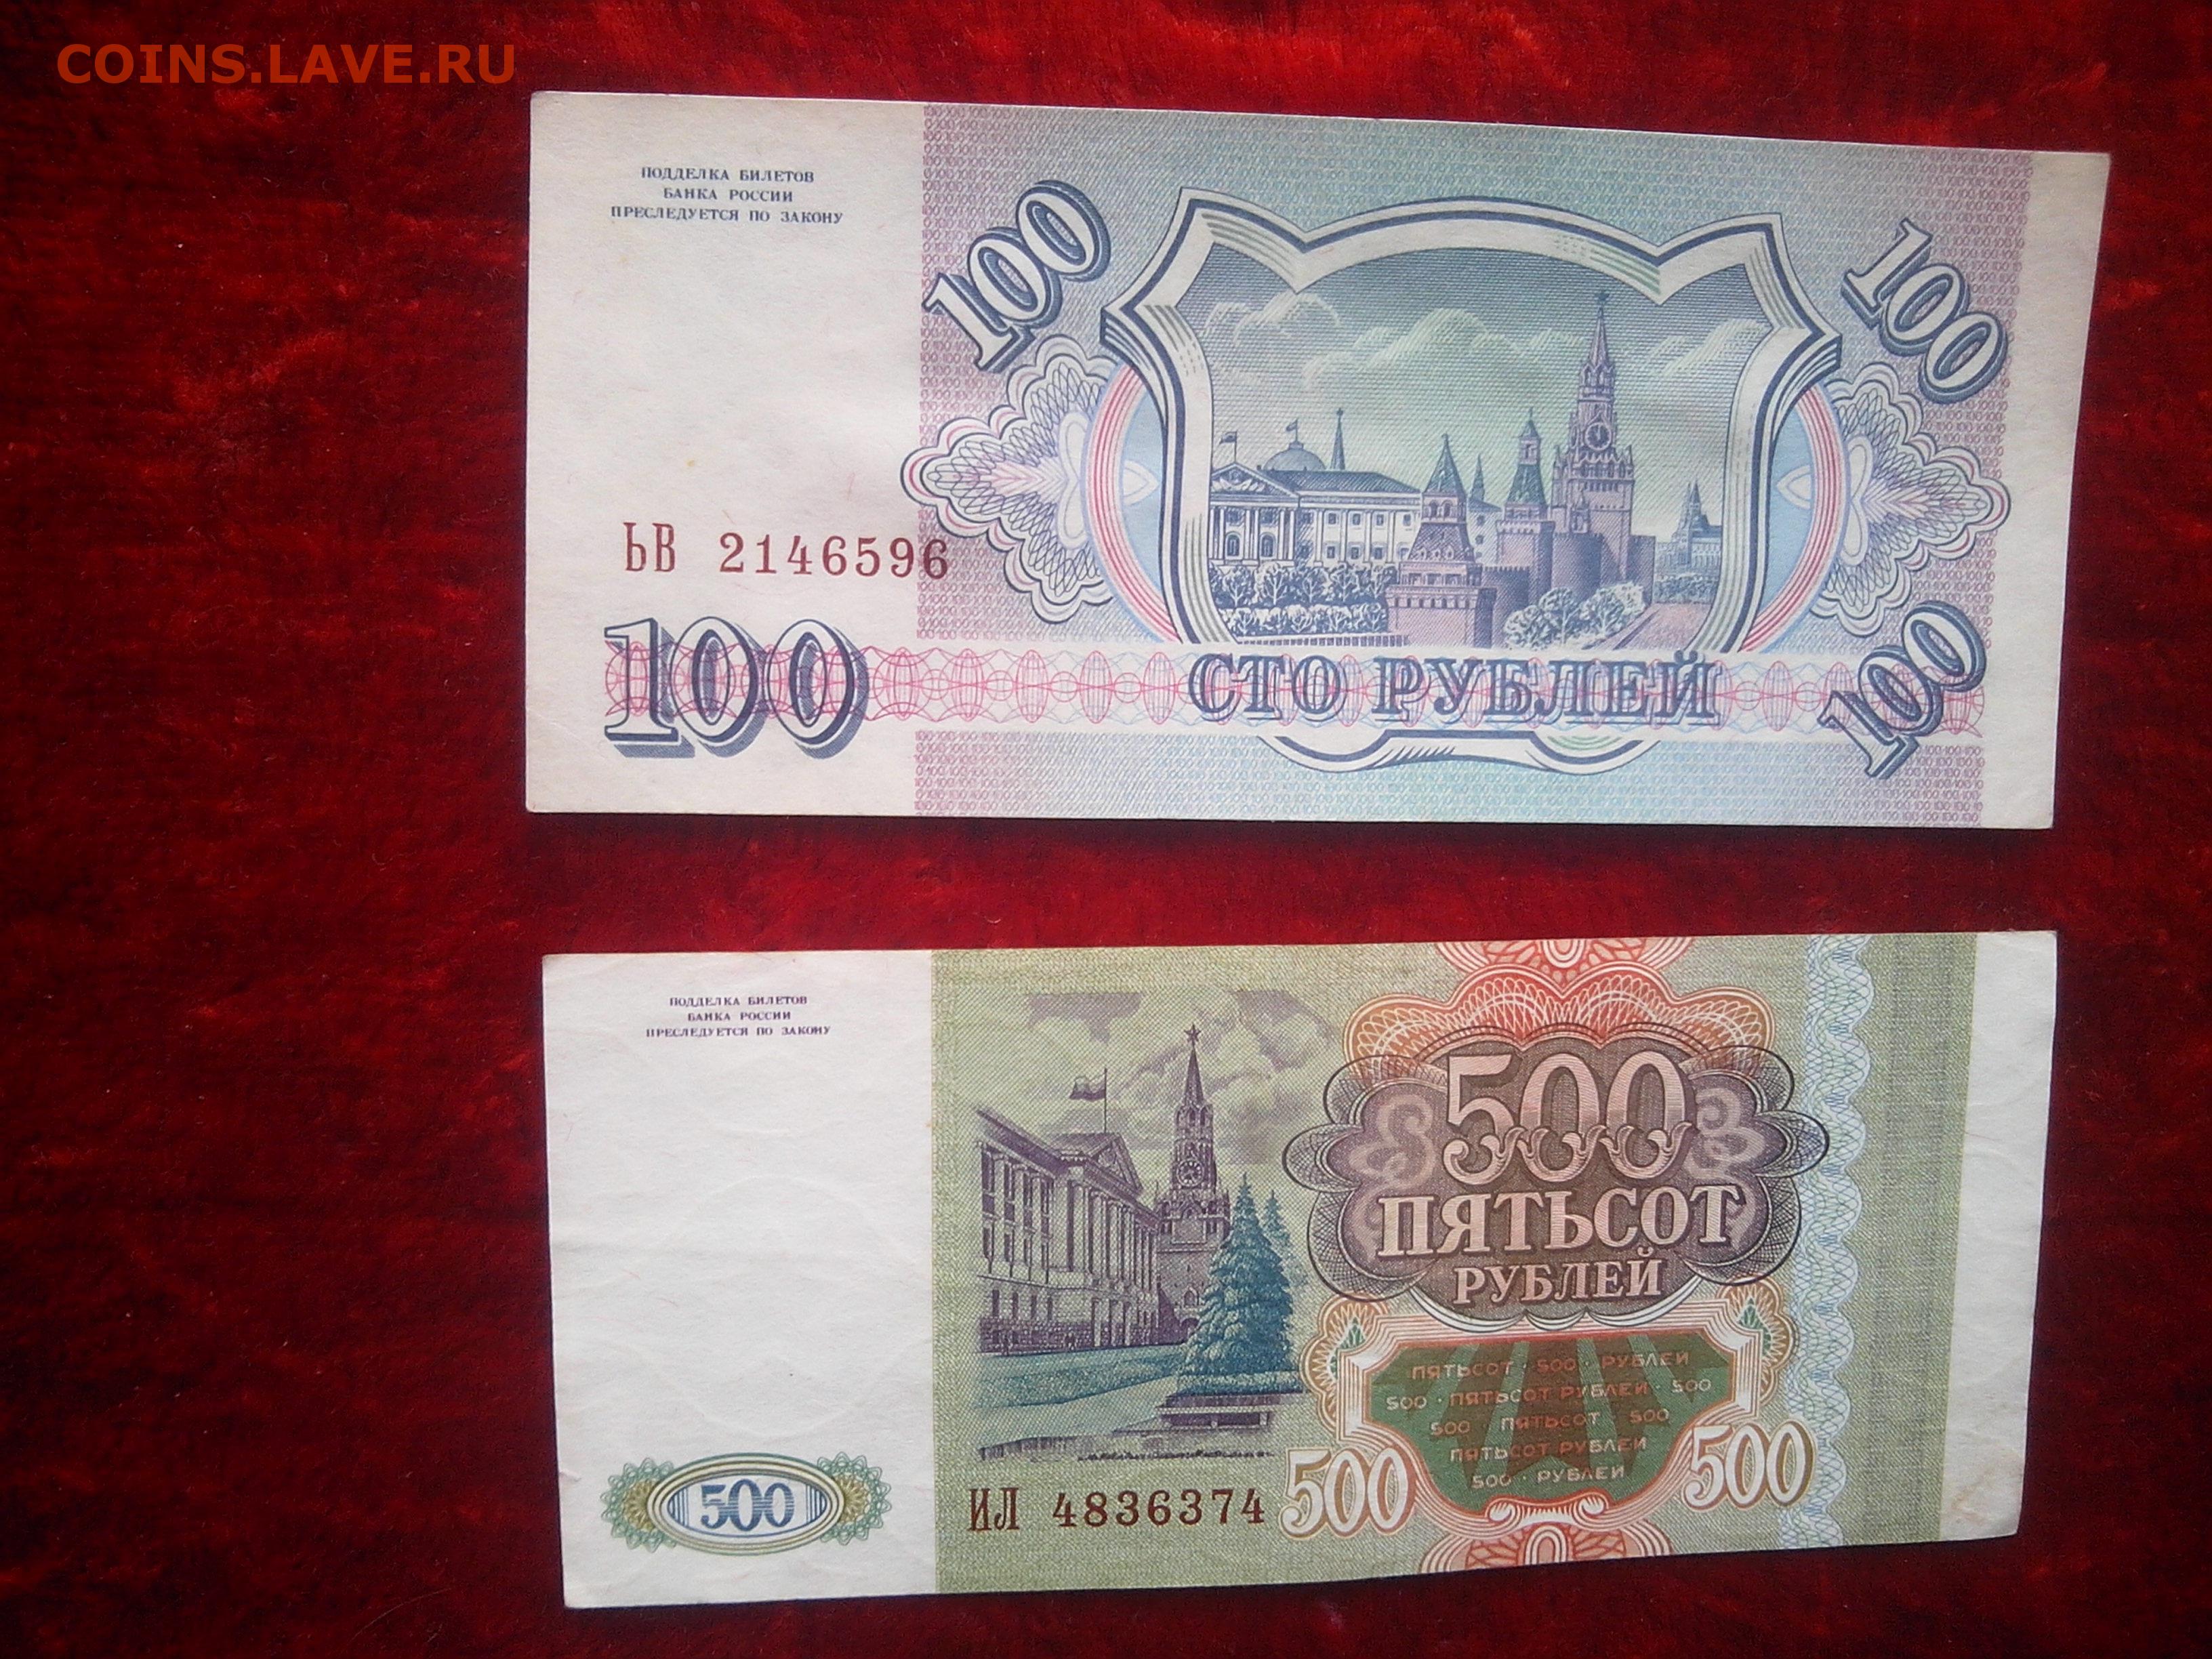 COINS.LAVE.RU
ПОДДЕЛКА БИЛЕТОВ
БАНКА РОССИИ
ПРЕСЛЕДУЕТСЯ ПО ЗАКОНУ
100
100
ЬВ 2146596
100
СТО РУБЛЕЙ
100
ПОДДЕЛКА БИЛЕТОВ
БАНКА РОССИИ
ПРЕСЛЕДУЕТСЯ ПО ЗАКОНУ
500
ПЯТЬСОТ
РУБЛЕЙ
ПЯТЬСОТ · 500 · РУБЛЕЙ
500 · ПЯТЬСОТ РУБЛЕЙ · 500
500 · ПЯТЬСОТ · 500
ПЯТЬСОТ РУБЛЕЙ
500 · РУБЛЕЙ
500
ИЛ 4836374
500
500